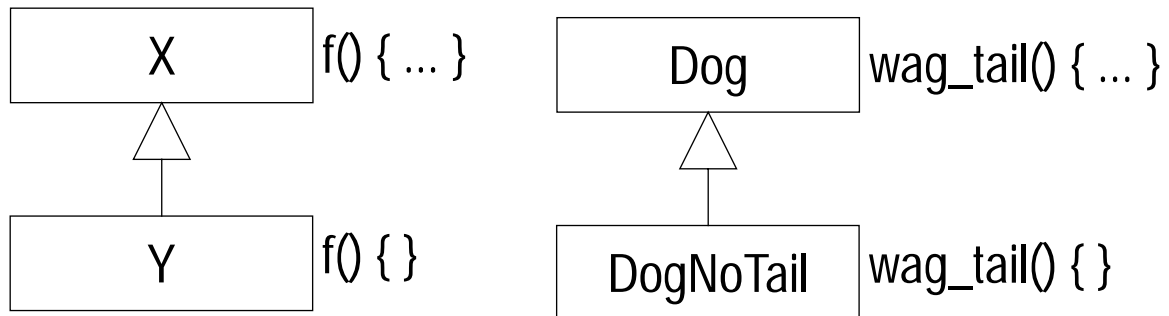 X
f() { ... }
Y
f() { }
Dog
wag_tail() { ... }
DogNoTail
wag_tail() { }